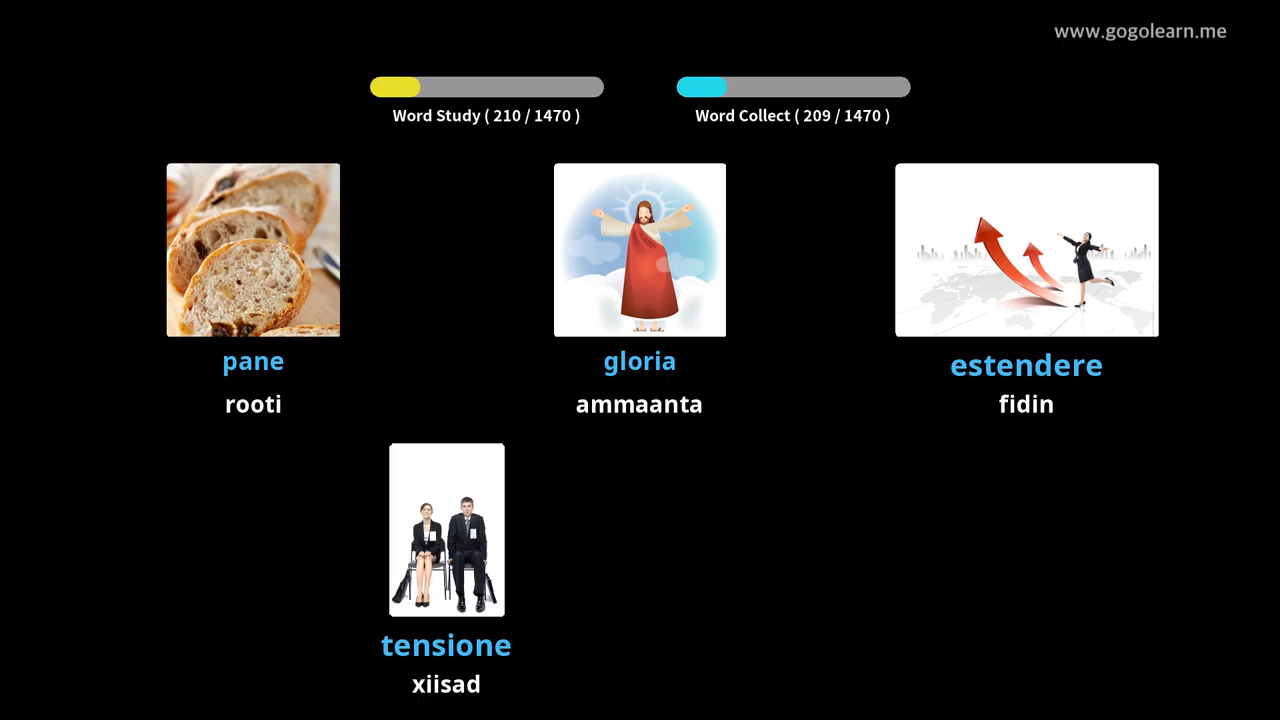 www.gogolearn.me
Word Study ( 210 / 1470 )
Word Collect ( 209 / 1470 )
pane
rooti
gloria
ammaanta
estendere
fidin
tensione
xiisad